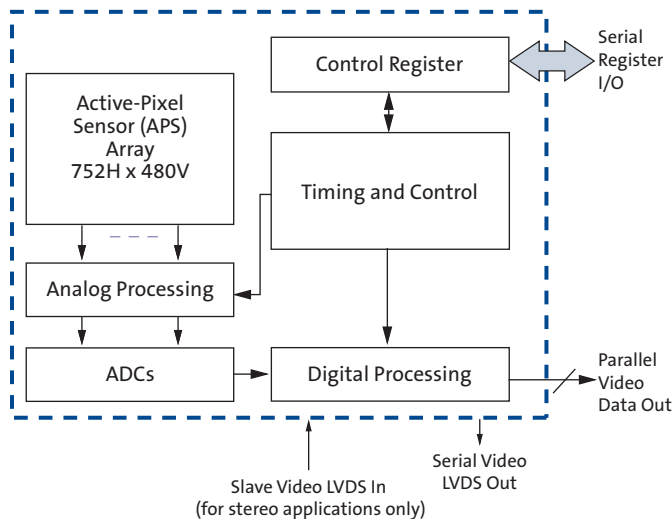 Control Register
Serial
Register
I/O
Active-Pixel
Sensor (APS)
Array
752H x 480V
Timing and Control
Analog Processing
ADCs
Digital Processing
Parallel
Video
Data Out
Slave Video LVDS In
(for stereo applications only)
Serial Video
LVDS Out